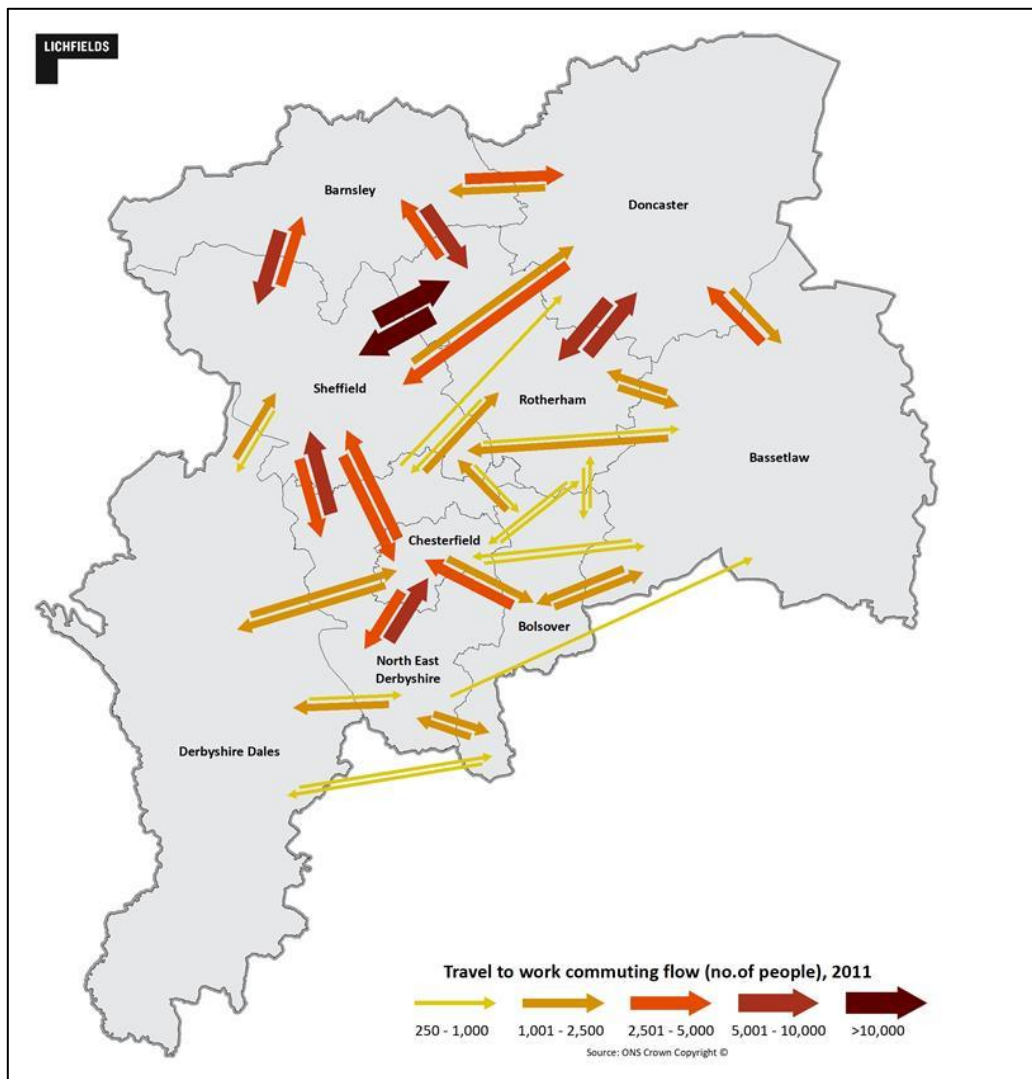 LICHFIELDS
Barnsley
Doncaster
Sheffield
Rotherham
Bassetlaw
Chesterfield
Bolsover
North East
Derbyshire
Derbyshire Dales
Travel to work commuting flow (no.of people), 2011
250 - 1,000
1,001 - 2,500
2,501 - 5,000
5,001 - 10,000
>10,000
Source: ONS Crown Copyright ©